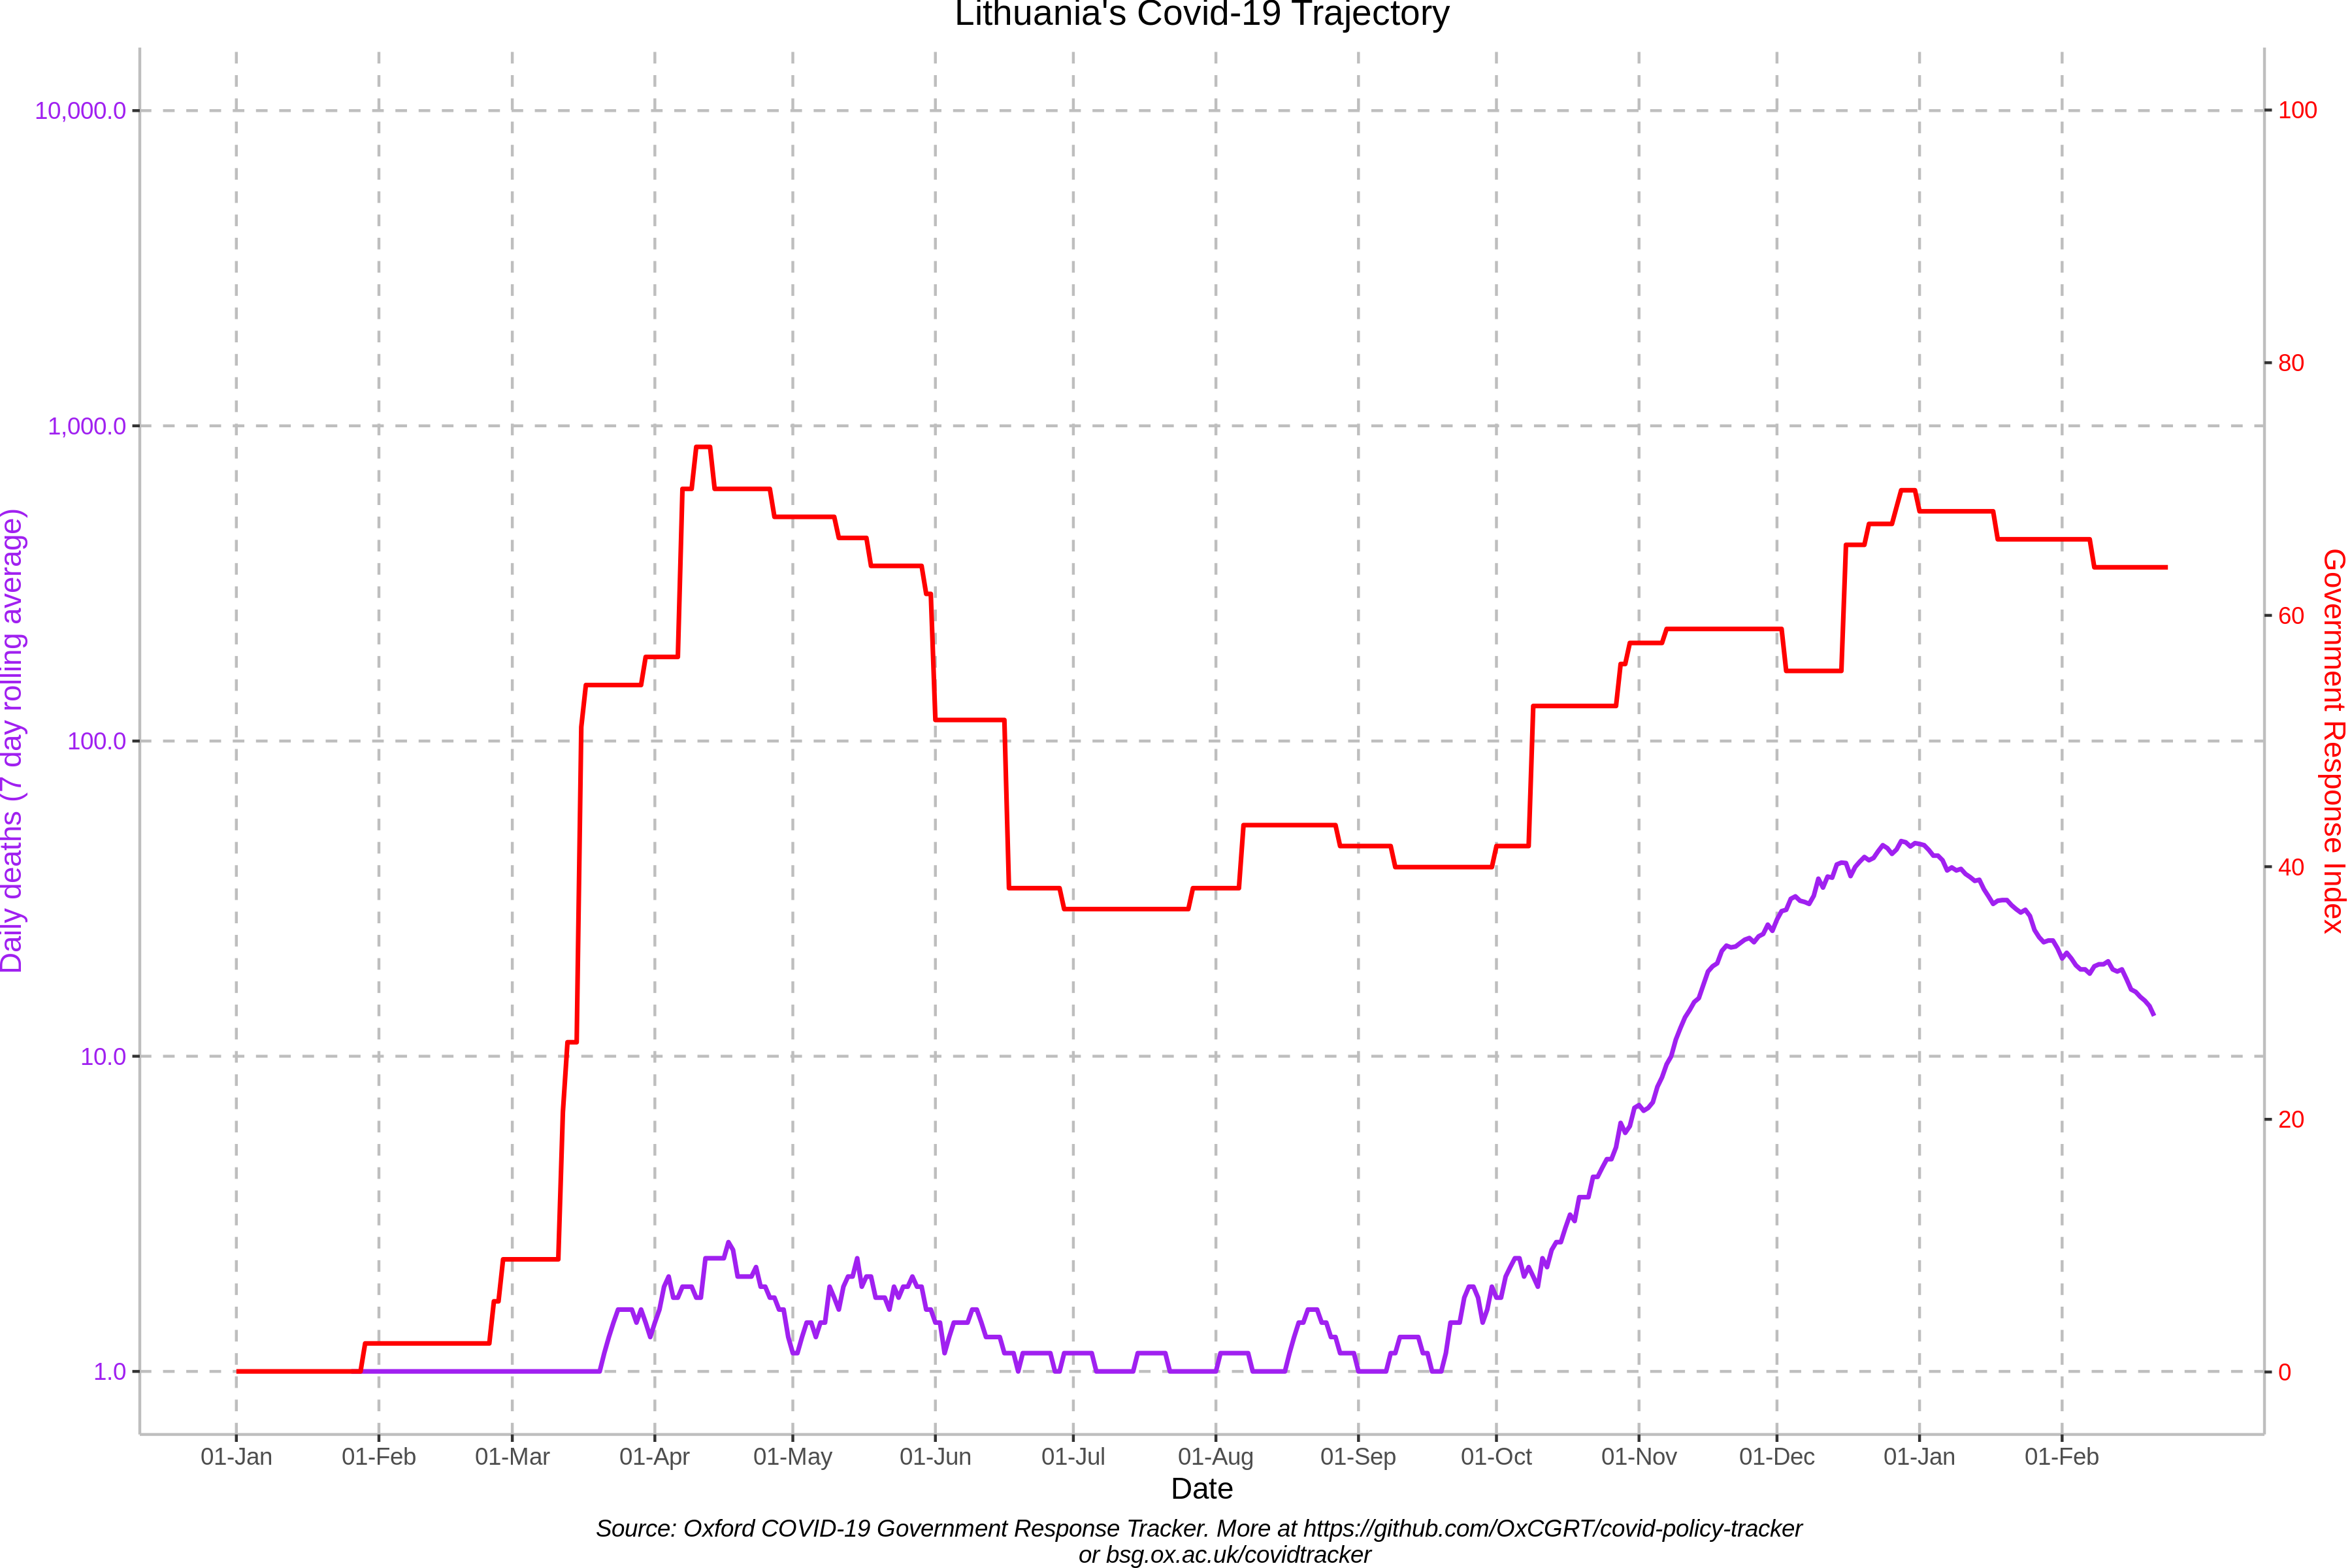 Lithuania's Covid-19 Trajectory
10,000.0
1,000.0
100.0
10.0
1.0
Daily deaths (7 day rolling average)
100
80
60
40
20
0
Government Response Index
01-Jan 01-Feb 01-Mar 01-Apr 01-May 01-Jun 01-Jul 01-Aug 01-Sep 01-Oct 01-Nov 01-Dec 01-Jan 01-Feb
Date
Source: Oxford COVID-19 Government Response Tracker. More at https://github.com/OxCGRT/covid-policy-tracker
or bsg.ox.ac.uk/covidtracker